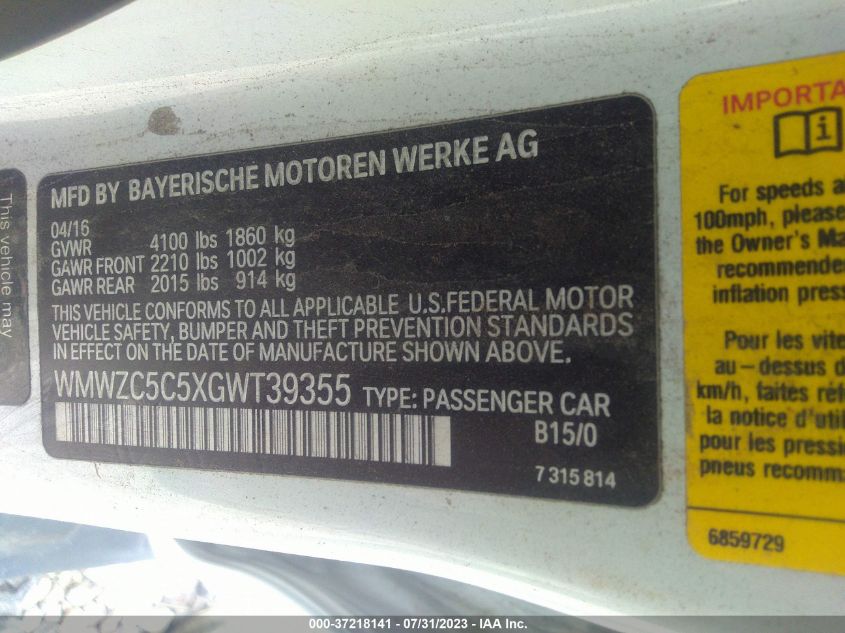 This vehicle may
MFD BY BAYERISCHE MOTOREN WERKE AG
04/16
GVWR 4100 lbs 1860 kg
GAWR FRONT 2210 lbs 1002 kg
GAWR REAR 2015 lbs 914 kg
THIS VEHICLE CONFORMS TO ALL APPLICABLE U.S.FEDERAL MOTOR
VEHICLE SAFETY, BUMPER AND THEFT PREVENTION STANDARDS
IN EFFECT ON THE DATE OF MANUFACTURE SHOWN ABOVE.
WMWZC5C5XGWT39355 TYPE: PASSENGER CAR
B15/0
7 315 814
IMPORTA
i
For speeds a
100mph, please
the Owner's Ma
recommende
inflation press
Pour les vite
au-dessus d
km/h, faites réf
la notice d'util
pour les pressi
pneus recomm
6859729
000-37218141 - 07/31/2023 - IAA Inc.